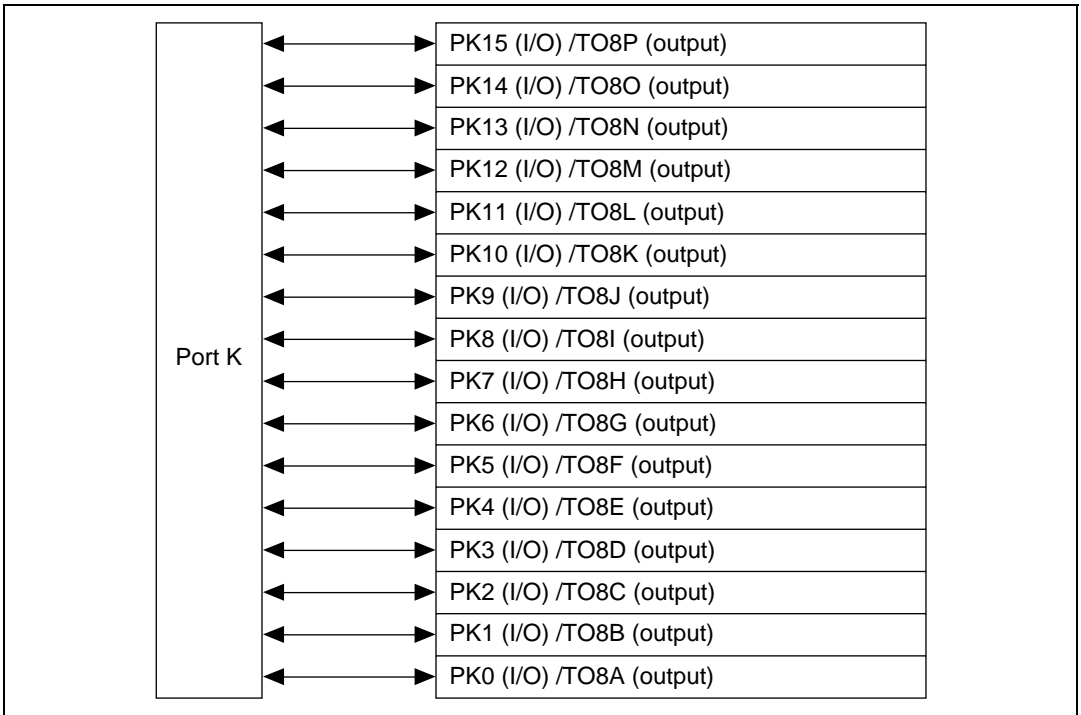 PK15 (I/O) /TO8P (output)
PK14 (I/O) /TO8O (output)
PK13 (I/O) /TO8N (output)
PK12 (I/O) /TO8M (output)
PK11 (I/O) /TO8L (output)
PK10 (I/O) /TO8K (output)
PK9 (I/O) /TO8J (output)
PK8 (I/O) /TO8I (output)
Port K
PK7 (I/O) /TO8H (output)
PK6 (I/O) /TO8G (output)
PK5 (I/O) /TO8F (output)
PK4 (I/O) /TO8E (output)
PK3 (I/O) /TO8D (output)
PK2 (I/O) /TO8C (output)
PK1 (I/O) /TO8B (output)
PK0 (I/O) /TO8A (output)